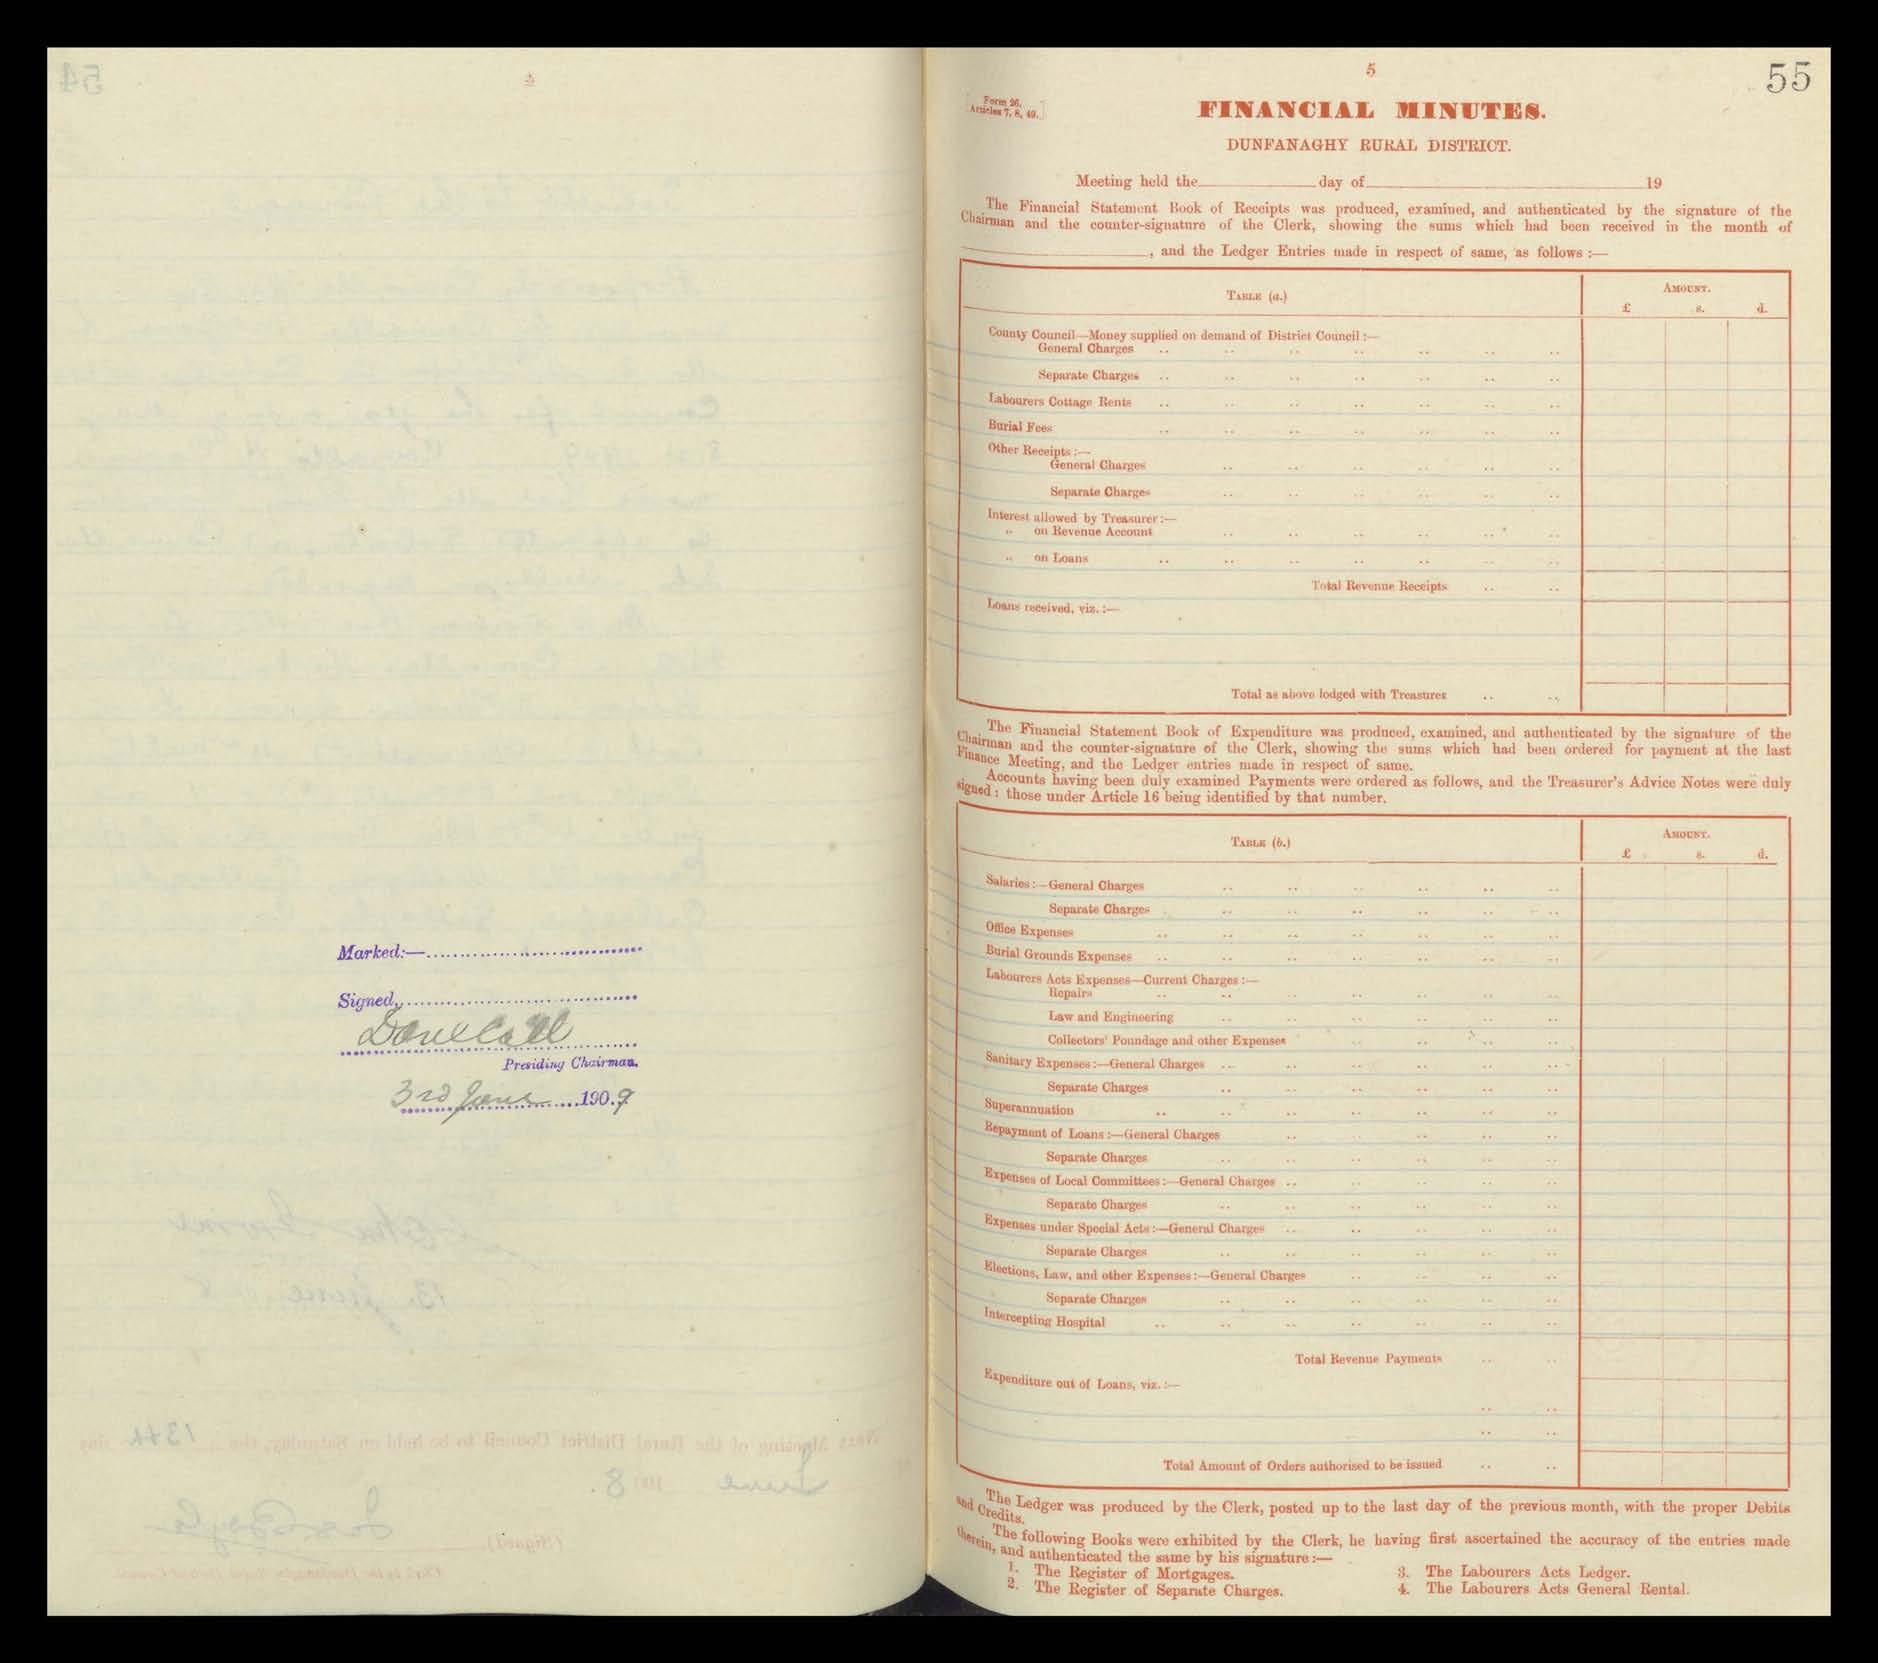 4
Marked:—
Signed,
Presiding Chairman.
3rd June 1909
5
55
Form 26.
Articles 7, 8, 49.
FINANCIAL MINUTES.
DUNFANAGHY RURAL DISTRICT.
Meeting held the day of 19
The Financial Statement Book of Receipts was produced, examined, and authenticated by the signature of the
Chairman and the counter-signature of the Clerk, showing the sums which had been received in the month of
, and the Ledger Entries made in respect of same, as follows :—
TABLE (a.)
AMOUNT.
£ s. d.
County Council—Money supplied on demand of District Council :—
General Charges
Separate Charges
Labourers Cottage Rents
Burial Fees
Other Receipts :—
General Charges
Separate Charges
Interest allowed by Treasurer :—
„ on Revenue Account
„ on Loans
Total Revenue Receipts
Loans received, viz. :—
Total as above lodged with Treasurer
The Financial Statement Book of Expenditure was produced, examined, and authenticated by the signature of the
Chairman and the counter-signature of the Clerk, showing the sums which had been ordered for payment at the last
Finance Meeting, and the Ledger entries made in respect of same.
Accounts having been duly examined Payments were ordered as follows, and the Treasurer's Advice Notes were duly
signed : those under Article 16 being identified by that number.
TABLE (b.)
AMOUNT.
£ s. d.
Salaries :—General Charges
Separate Charges
Office Expenses
Burial Grounds Expenses
Labourers Acts Expenses—Current Charges :—
Repairs
Law and Engineering
Collectors' Poundage and other Expenses
Sanitary Expenses :—General Charges
Separate Charges
Superannuation
Repayment of Loans :—General Charges
Separate Charges
Expenses of Local Committees :—General Charges
Separate Charges
Expenses under Special Acts :—General Charges
Separate Charges
Elections, Law, and other Expenses :—General Charges
Separate Charges
Intercepting Hospital
Total Revenue Payments
Expenditure out of Loans, viz. :—
Total Amount of Orders authorised to be issued
The Ledger was produced by the Clerk, posted up to the last day of the previous month, with the proper Debits
and Credits.
The following Books were exhibited by the Clerk, he having first ascertained the accuracy of the entries made
therein, and authenticated the same by his signature :—
1. The Register of Mortgages.
2. The Register of Separate Charges.
3. The Labourers Acts Ledger.
4. The Labourers Acts General Rental.